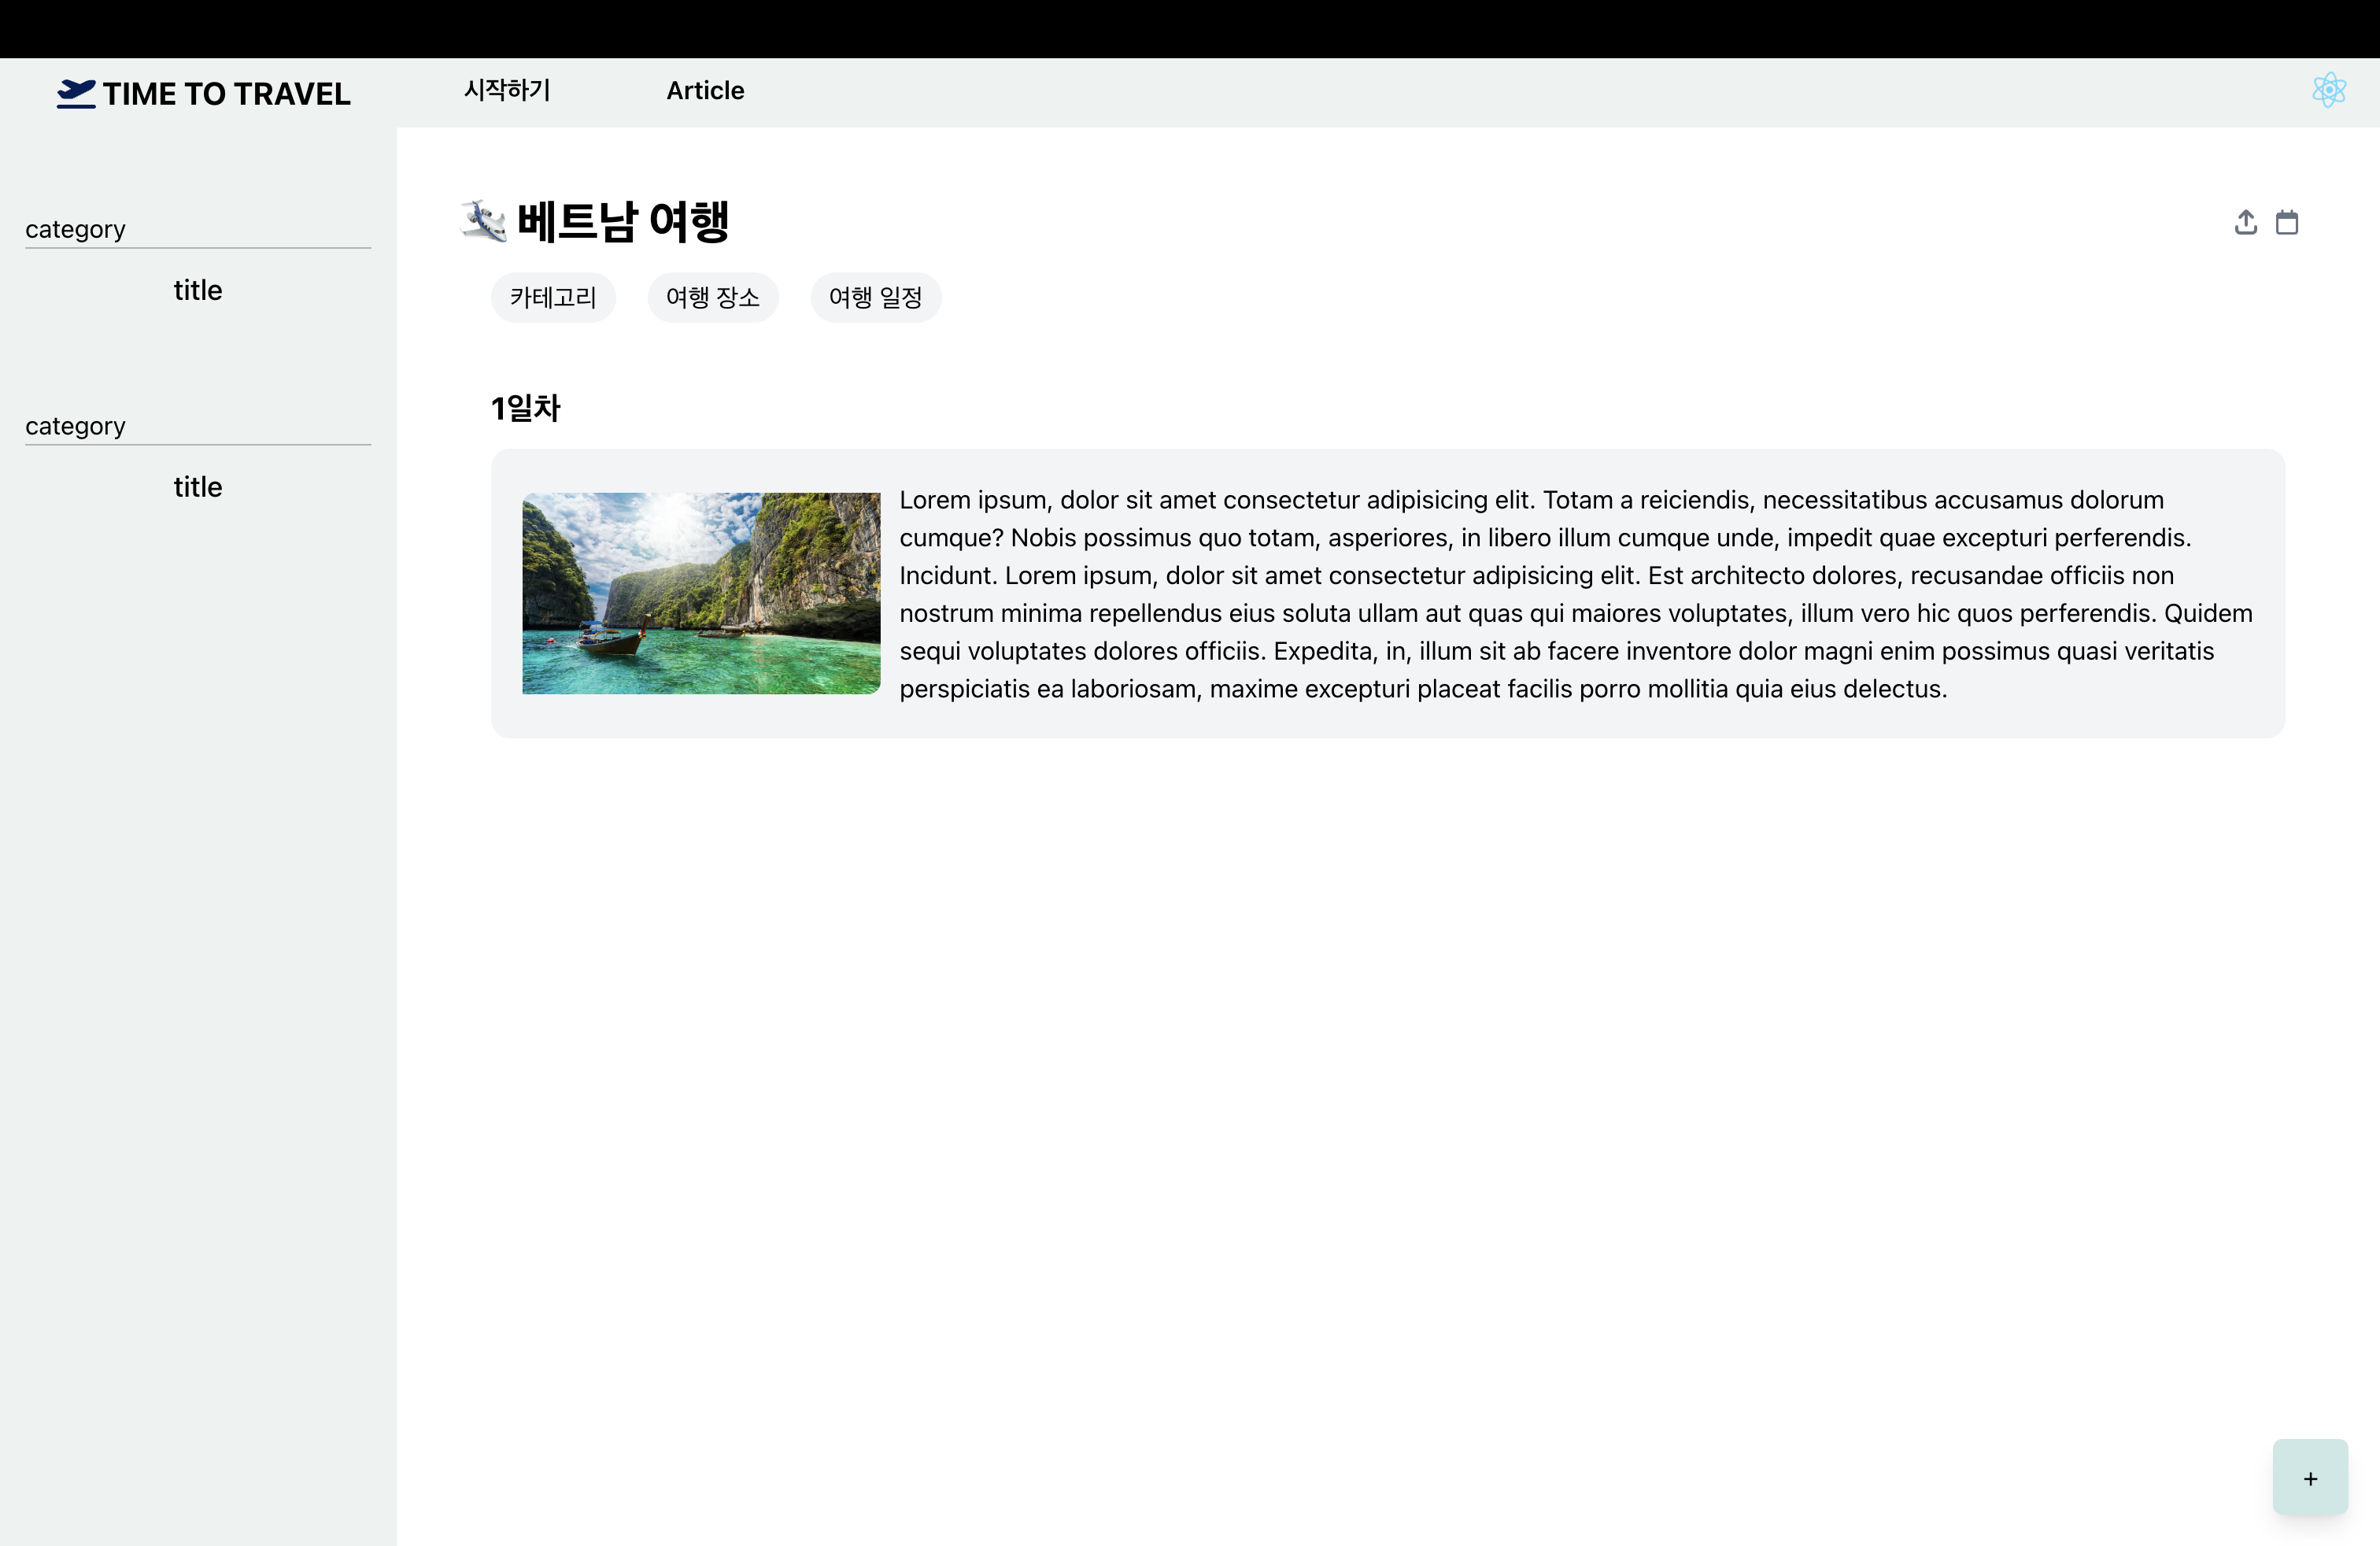 TIME TO TRAVEL
시작하기
Article
category
title
category
title
베트남 여행
카테고리
여행 장소
여행 일정
1일차
Lorem ipsum, dolor sit amet consectetur adipisicing elit. Totam a reiciendis, necessitatibus accusamus dolorum
cumque? Nobis possimus quo totam, asperiores, in libero illum cumque unde, impedit quae excepturi perferendis.
Incidunt. Lorem ipsum, dolor sit amet consectetur adipisicing elit. Est architecto dolores, recusandae officiis non
nostrum minima repellendus eius soluta ullam aut quas qui maiores voluptates, illum vero hic quos perferendis. Quidem
sequi voluptates dolores officiis. Expedita, in, illum sit ab facere inventore dolor magni enim possimus quasi veritatis
perspiciatis ea laboriosam, maxime excepturi placeat facilis porro mollitia quia eius delectus.
+